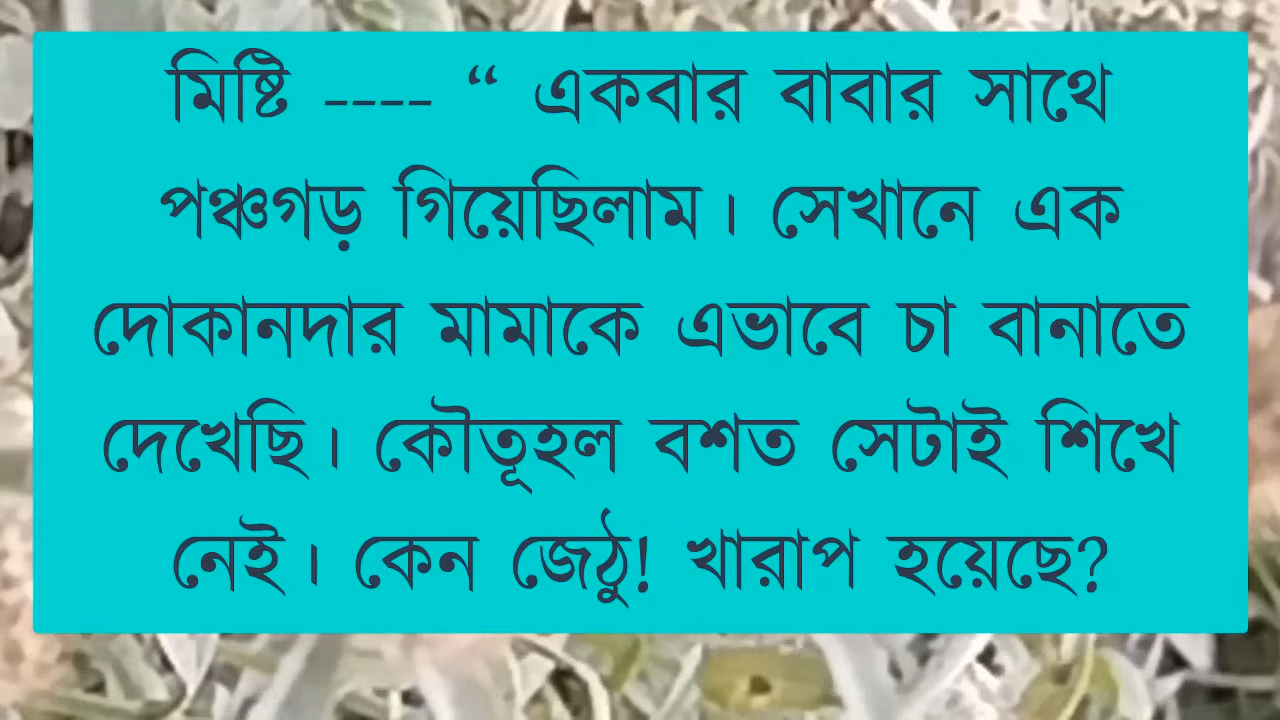 মিষ্টি ---- “ একবার বাবার সাথে
পঞ্চগড় গিয়েছিলাম। সেখানে এক
দোকানদার মামাকে এভাবে চা বানাতে
দেখেছি। কৌতূহল বশত সেটাই শিখে
নেই। কেন জেঠু! খারাপ হয়েছে?